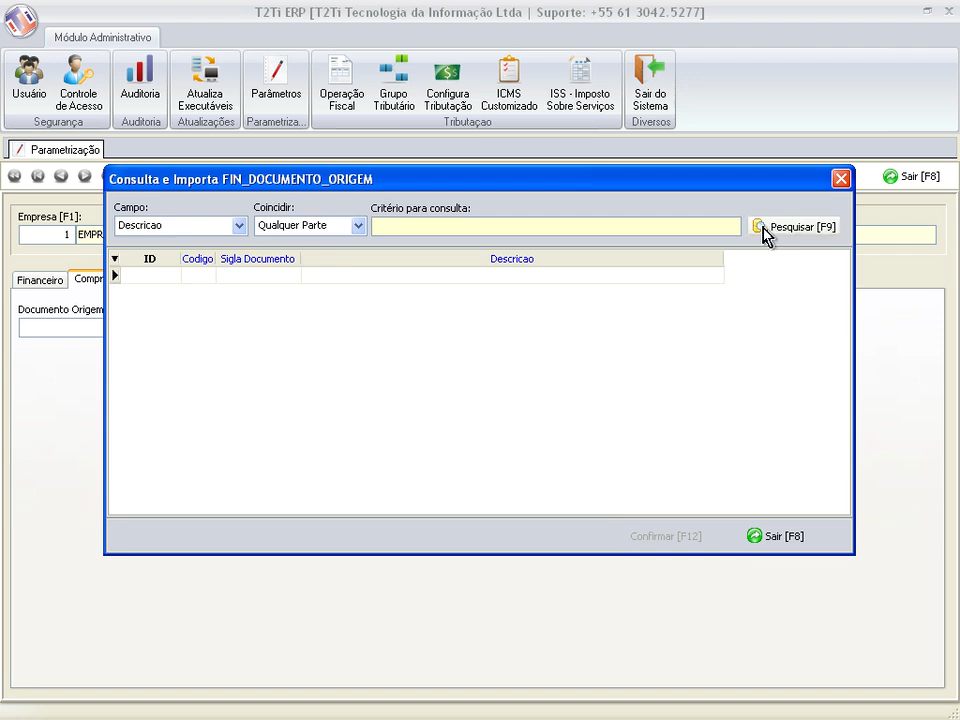 T2Ti ERP [T2Ti Tecnologia da Informação Ltda | Suporte: +55 61 3042.5277]
Módulo Administrativo
Usuário
Controle de Acesso
Auditoria
Atualiza Executáveis
Parâmetros
Operação Fiscal
Grupo Tributário
Configura Tributação
ICMS Customizado
ISS - Imposto Sobre Serviços
Sair do Sistema
Segurança
Auditoria
Atualizações
Parametriza...
Tributaçao
Diversos
Parametrização
Sair [F8]
Consulta e Importa FIN_DOCUMENTO_ORIGEM
Empresa [F1]:
1 EMPR
Financeiro
Compr
Documento Origem
Campo:
Coincidir:
Critério para consulta:
Descricao
Qualquer Parte
Pesquisar [F9]
ID
Codigo
Sigla Documento
Descricao
Confirmar [F12]
Sair [F8]